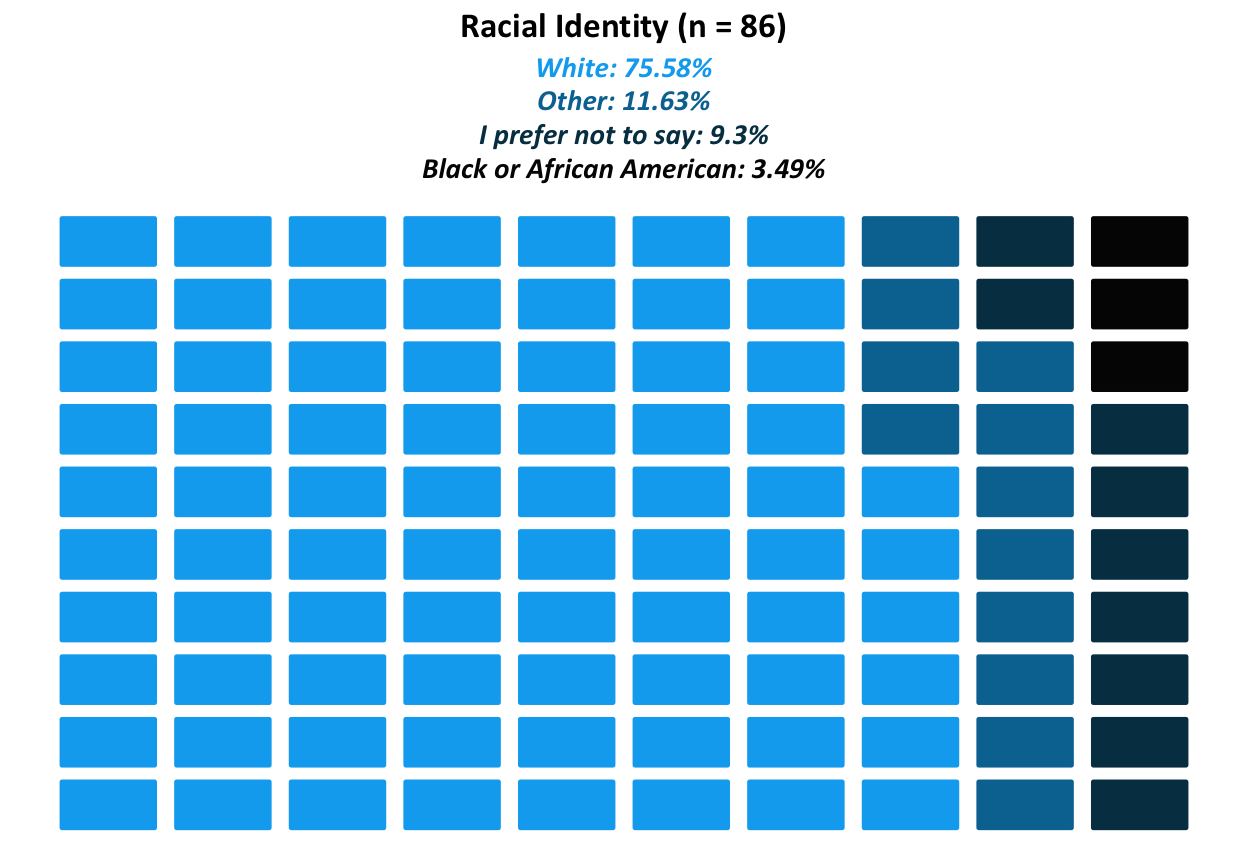 Racial Identity (n = 86)
White: 75.58%
Other: 11.63%
I prefer not to say: 9.3%
Black or African American: 3.49%